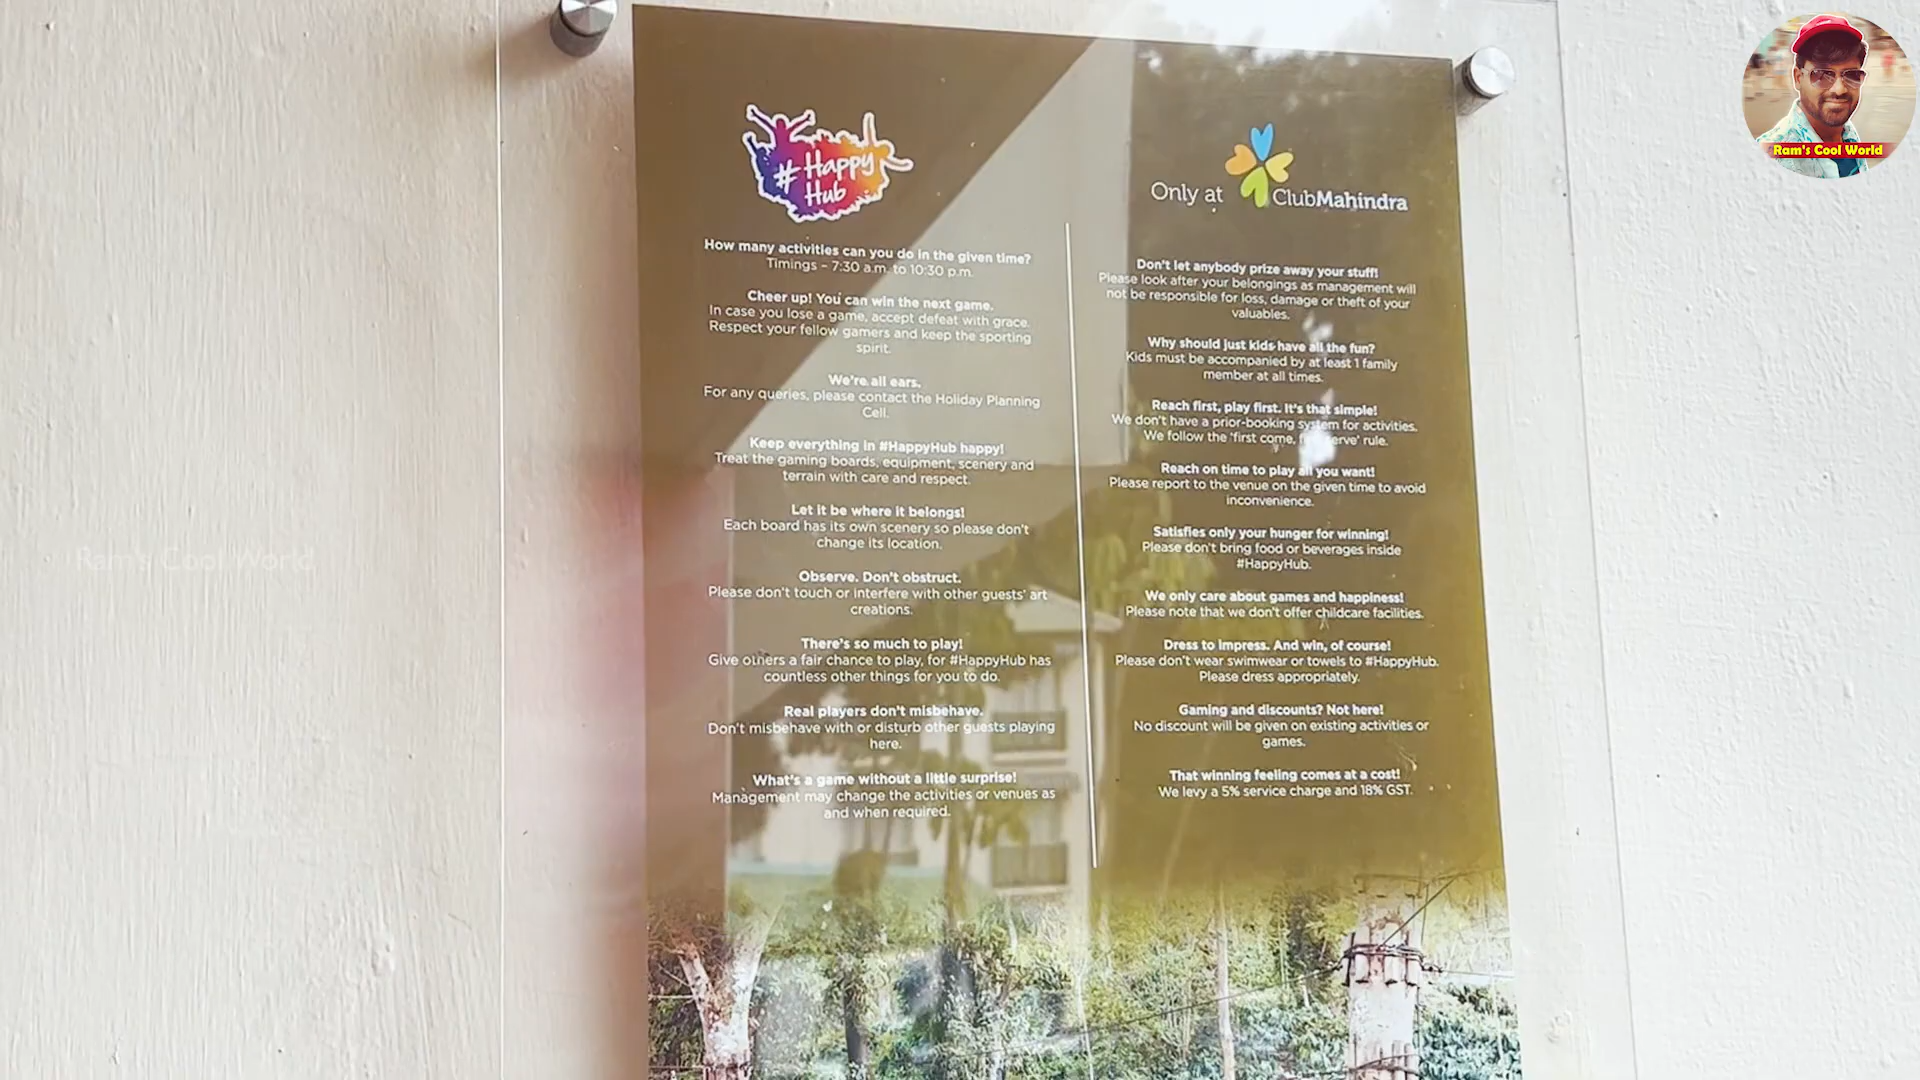 # Happy
Hub
How many activities can you do in the given time?
Timings – 7:30 a.m. to 10:30 p.m.
Cheer up! You can win the next game.
In case you lose a game, accept defeat with grace.
Respect your fellow gamers and keep the sporting
spirit.
We're all ears.
For any queries, please contact the Holiday Planning
Cell.
Keep everything in #HappyHub happy!
Treat the gaming boards, equipment, scenery and
terrain with care and respect.
Let it be where it belongs!
Each board has its own scenery so please don't
change its location.
Observe. Don't obstruct.
Please don't touch or interfere with other guests' art
creations.
There's so much to play!
Give others a fair chance to play, for #HappyHub has
countless other things for you to do.
Real players don't misbehave.
Don't misbehave with or disturb other guests playing
here.
What's a game without a little surprise!
Management may change the activities or venues as
and when required.
Only at ClubMahindra
Don't let anybody prize away your stuff!
Please look after your belongings as management will
not be responsible for loss, damage or theft of your
valuables.
Why should just kids have all the fun?
Kids must be accompanied by at least 1 family
member at all times.
Reach first, play first. It's that simple!
We don't have a prior-booking system for activities.
We follow the 'first come, serve' rule.
Reach on time to play all you want!
Please report to the venue on the given time to avoid
inconvenience.
Satisfies only your hunger for winning!
Please don't bring food or beverages inside
#HappyHub.
We only care about games and happiness!
Please note that we don't offer childcare facilities.
Dress to impress. And win, of course!
Please don't wear swimwear or towels to #HappyHub.
Please dress appropriately.
Gaming and discounts? Not here!
No discount will be given on existing activities or
games.
That winning feeling comes at a cost!
We levy a 5% service charge and 18% GST.
Ram's Cool World
Ram's Cool World